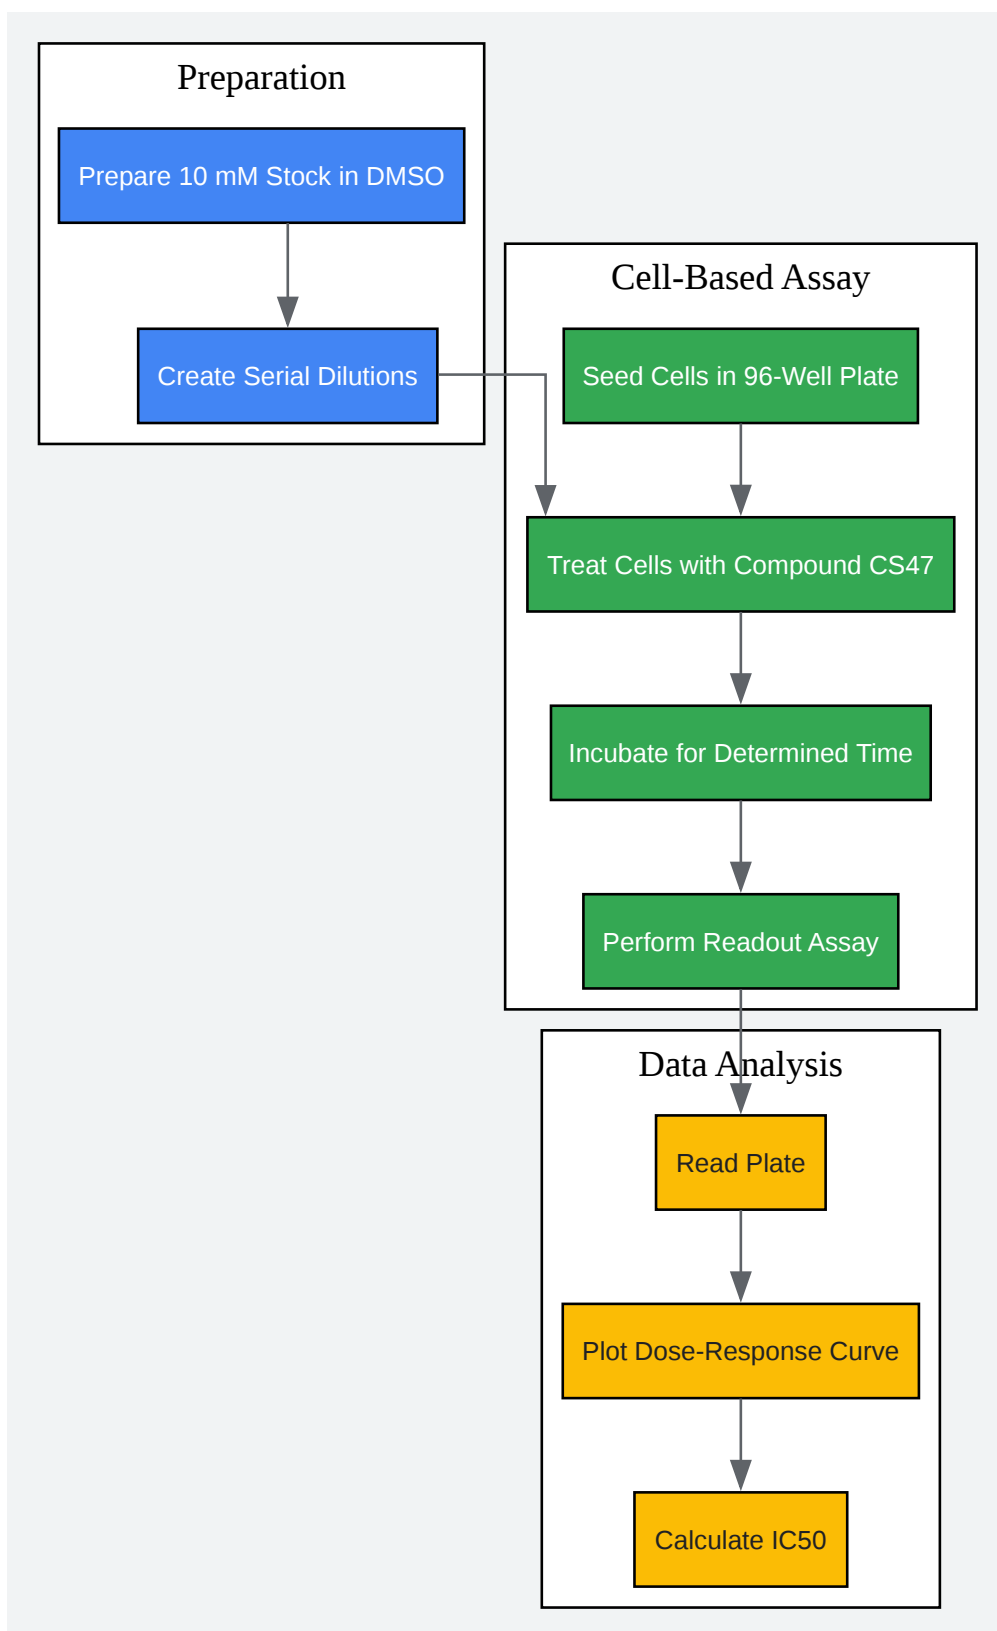 Preparation
Prepare 10 mM Stock in DMSO
Create Serial Dilutions
Cell-Based Assay
Seed Cells in 96-Well Plate
Treat Cells with Compound CS47
Incubate for Determined Time
Perform Readout Assay
Data Analysis
Read Plate
Plot Dose-Response Curve
Calculate IC50